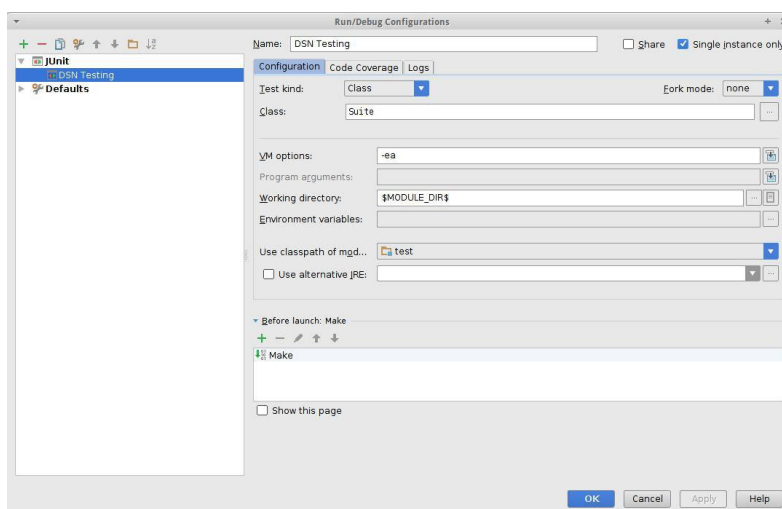 Run/Debug Configurations
Name: DSN Testing Share Single instance only
JUnit
DSN Testing
Defaults
Configuration Code Coverage Logs
Test kind: Class Fork mode: none
Class: Suite
VM options: -ea
Program arguments:
Working directory: $MODULE_DIR$
Environment variables:
Use classpath of mod... test
Use alternative JRE:
Before launch: Make
Make
Show this page
OK Cancel Apply Help